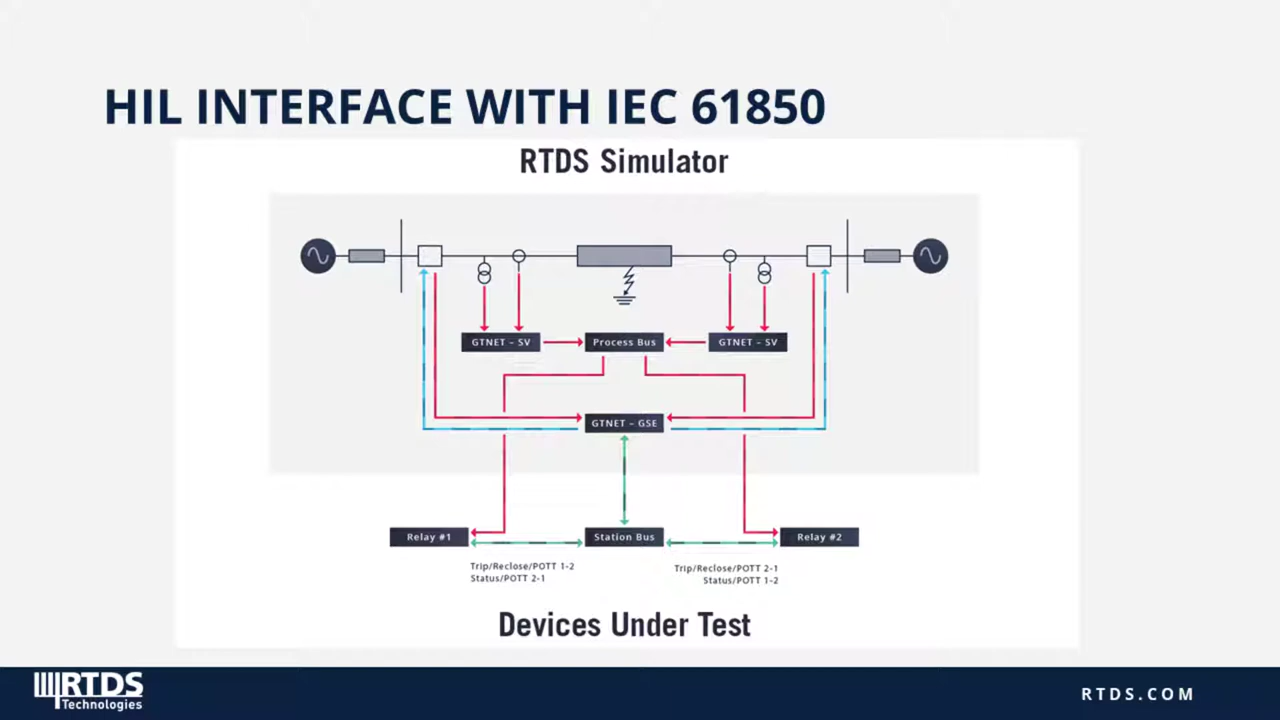 HIL INTERFACE WITH IEC 61850
RTDS Simulator
GTNET – SV
Process Bus
GTNET – SV
GTNET – GSE
Relay #1
Station Bus
Relay #2
Trip/Reclose/POTT 1-2
Status/POTT 2-1
Trip/Reclose/POTT 2-1
Status/POTT 1-2
Devices Under Test
RTDS
Technologies
RTDS.COM